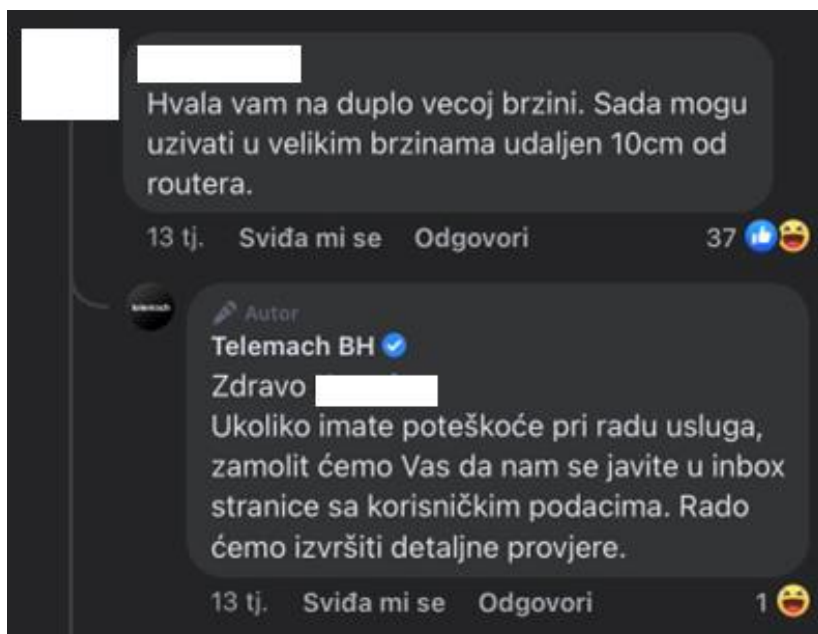 Hvala vam na duplo vecoj brzini. Sada mogu
uzivati u velikim brzinama udaljen 10cm od
routera.
13 tj. Sviđa mi se Odgovori 37
telemach
Autor
Telemach BH
Zdravo
Ukoliko imate poteškoće pri radu usluga,
zamolit ćemo Vas da nam se javite u inbox
stranice sa korisničkim podacima. Rado
ćemo izvršiti detaljne provjere.
13 tj. Sviđa mi se Odgovori 1